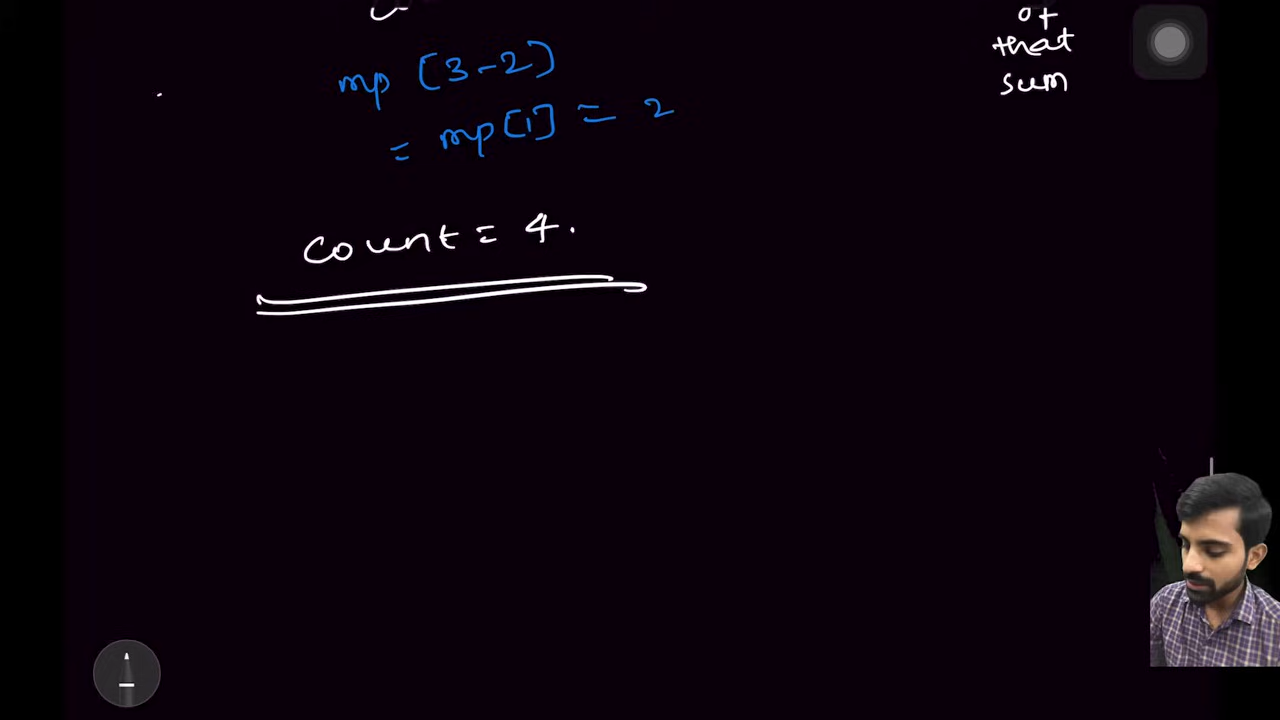 mp [3-2]
= mp[1] = 2
count = 4.
of
that
sum